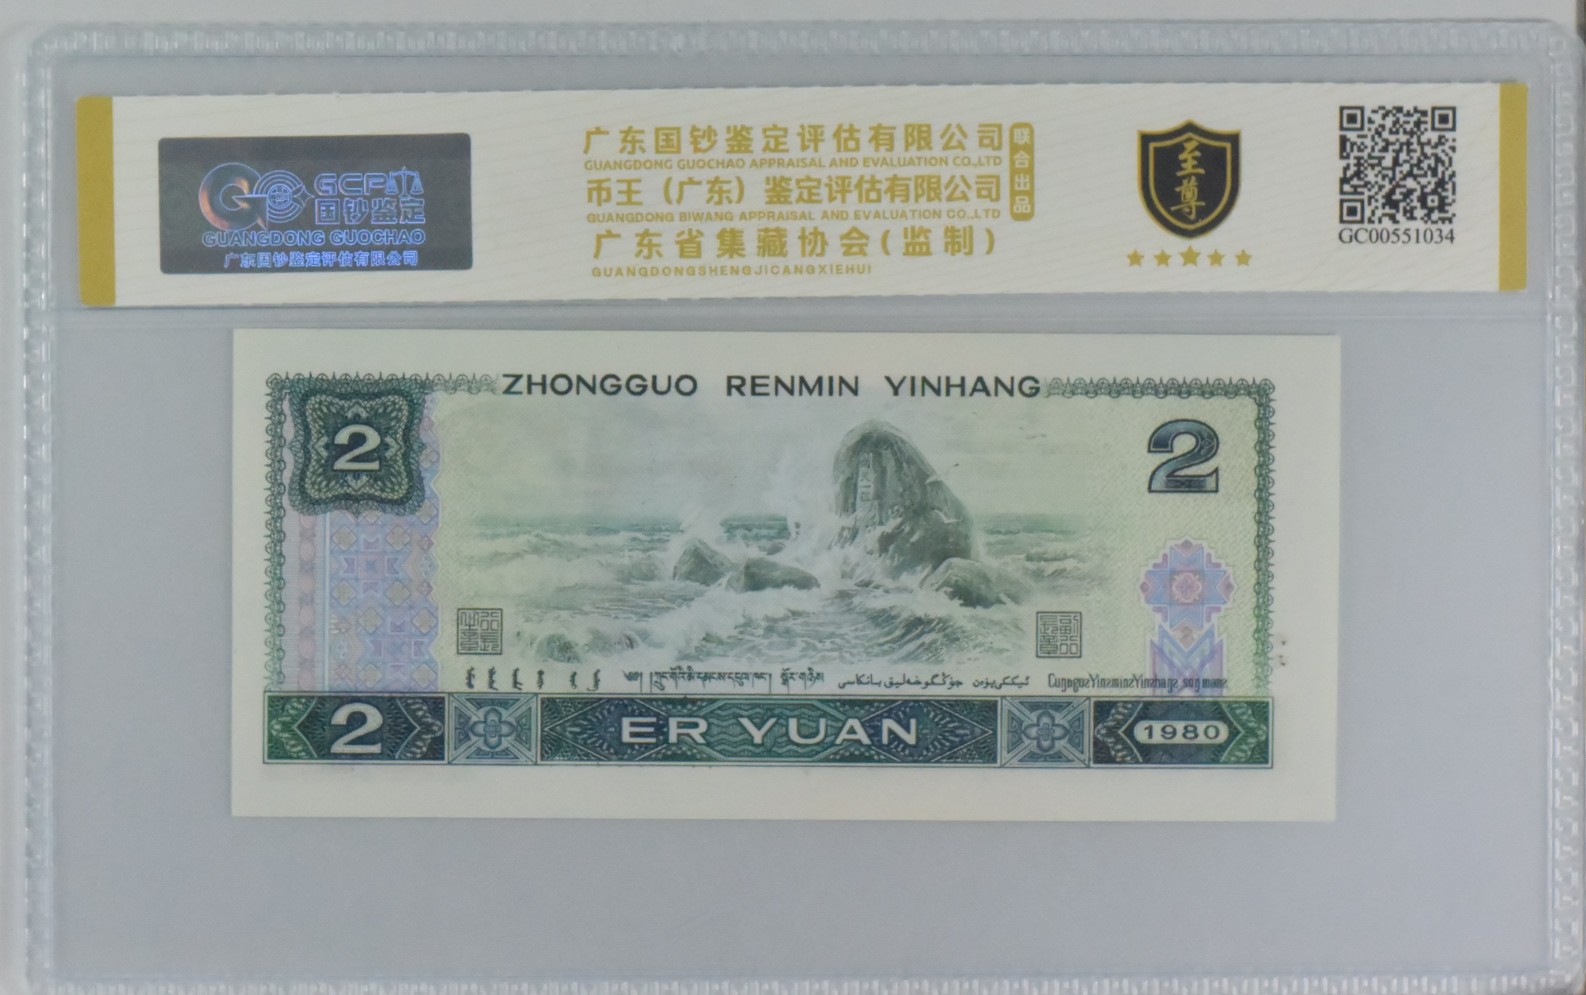 GCPA
国钞鉴定
GUANGDONG GUOCHAO
广东国钞鉴定评估有限公司
广东国钞鉴定评估有限公司
GUANGDONG GUOCHAO APPRAISAL AND EVALUATION CO.,LTD
币王（广东）鉴定评估有限公司
GUANGDONG BIWANG APPRAISAL AND EVALUATION CO.,LTD
联合出品
广东省集藏协会(监制)
GUANGDONGSHENGJICANGXIEHUI
至尊
GC00551034
ZHONGGUO RENMIN YINHANG
2
2
2
ER YUAN
1980